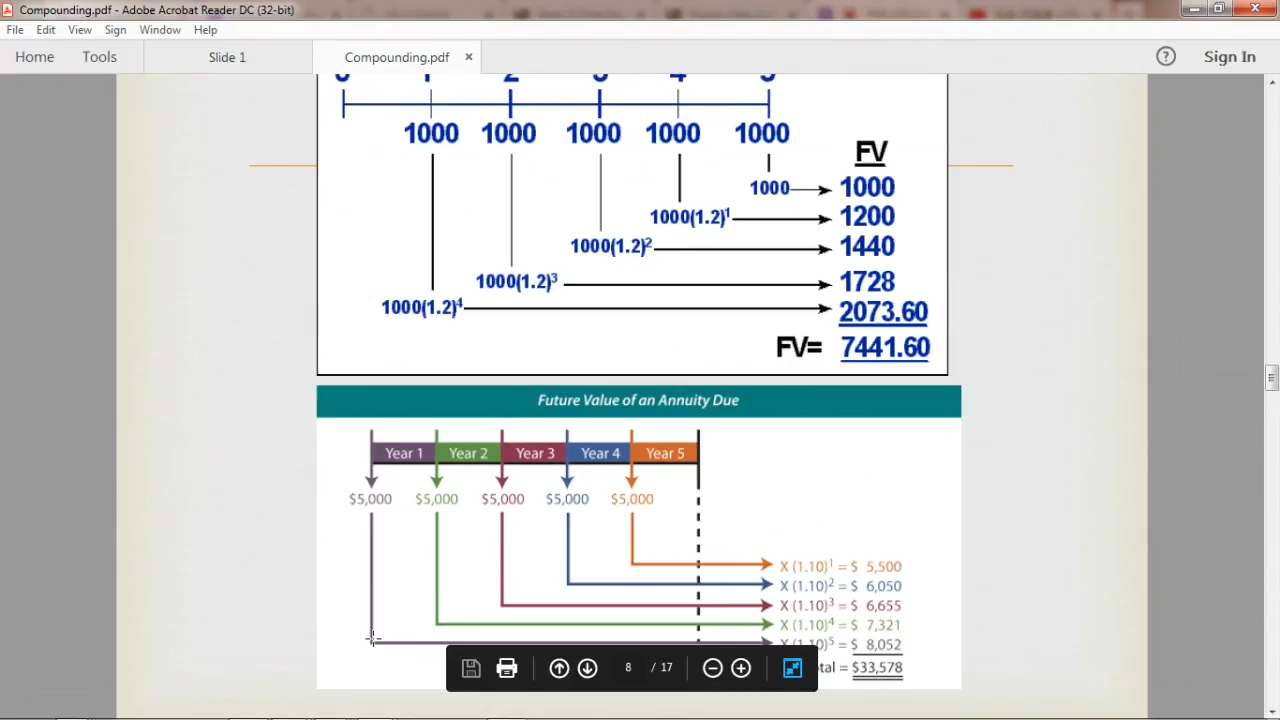 Compounding.pdf - Adobe Acrobat Reader DC (32-bit)
File Edit View Sign Window Help
Home Tools Slide 1 Compounding.pdf × ? Sign In
1000 1000 1000 1000 1000
FV
1000 1000
1000(1.2)¹ 1200
1000(1.2)² 1440
1000(1.2)³ 1728
1000(1.2)⁴ 2073.60
FV= 7441.60
Future Value of an Annuity Due
Year 1 Year 2 Year 3 Year 4 Year 5
$5,000 $5,000 $5,000 $5,000 $5,000
X (1.10)¹ = $ 5,500
X (1.10)² = $ 6,050
X (1.10)³ = $ 6,655
X (1.10)⁴ = $ 7,321
X (1.10)⁵ = $ 8,052
= $33,578
8 / 17